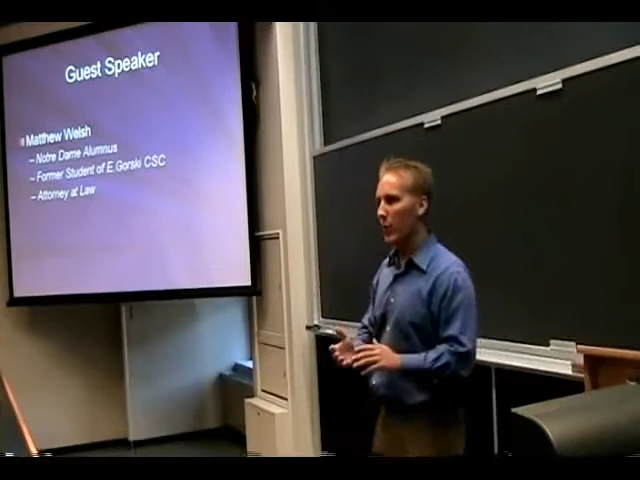 Guest Speaker
Matthew Welsh
– Notre Dame Alumnus
– Former Student of E.Gorski CSC
– Attorney at Law